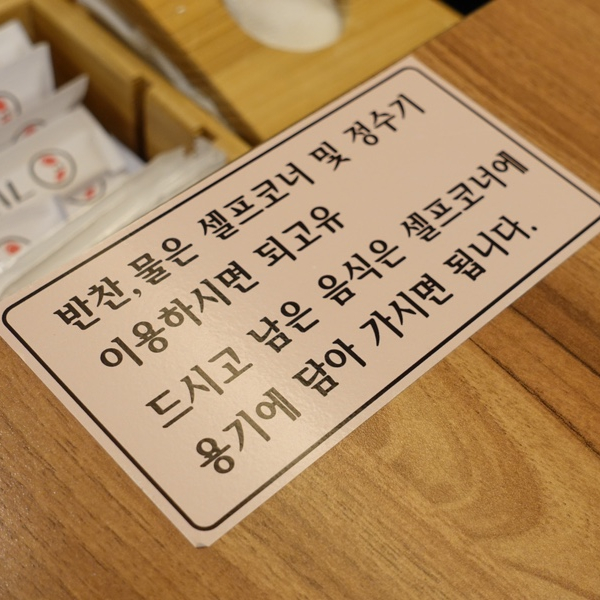 반찬,물은 셀프코너 및 정수기
이용하시면 되고유
드시고 남은 음식은 셀프코너에
용기에 담아 가시면 됩니다.